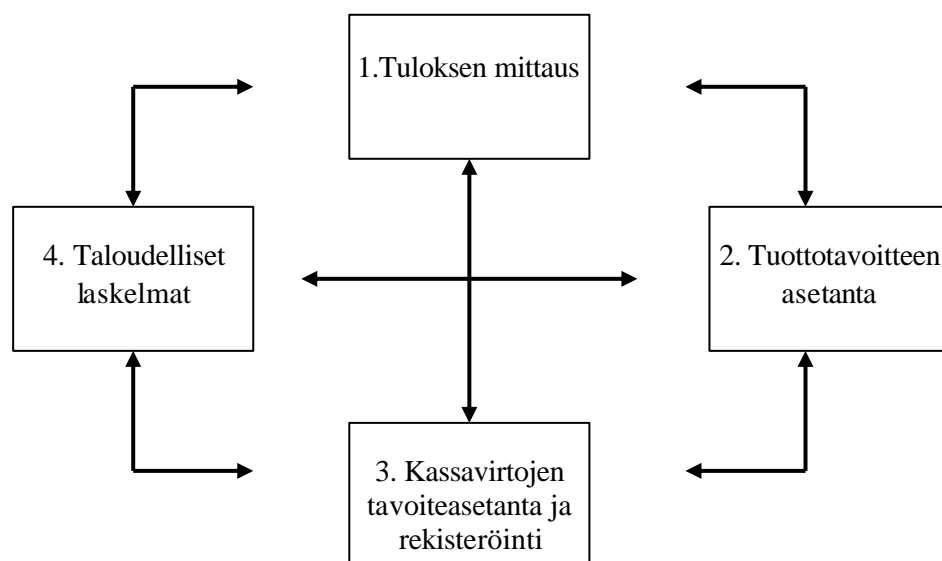 1.Tuloksen mittaus
4. Taloudelliset
laskelmat
2. Tuottotavoitteen
asetanta
3. Kassavirtojen
tavoiteasetanta ja
rekisteröinti